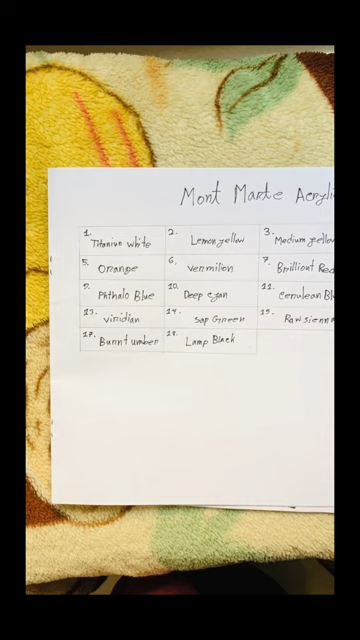 Mont Marte Acryli
1. Titaniun white 2. Lemon yellow 3. Medium yellow
5. Orange 6. vermilion 7. Brilliont Red
9. Phthalo Blue 10. Deep cyan 11. cerulean Bl
13. viridian 14. Sap Green 15. Raw sienna
17. Burnt umber 18. Lamp Black